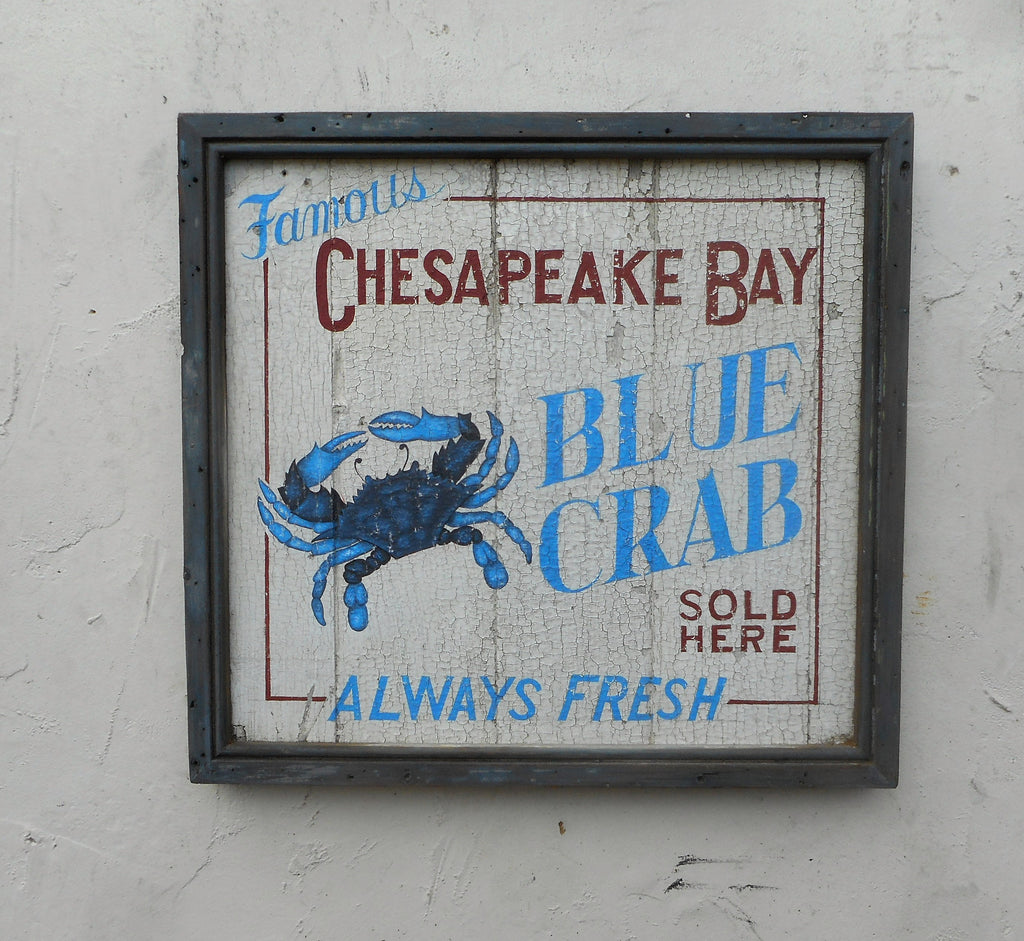 Famous
CHESAPEAKE BAY
BLUE
CRAB
SOLD
HERE
ALWAYS FRESH